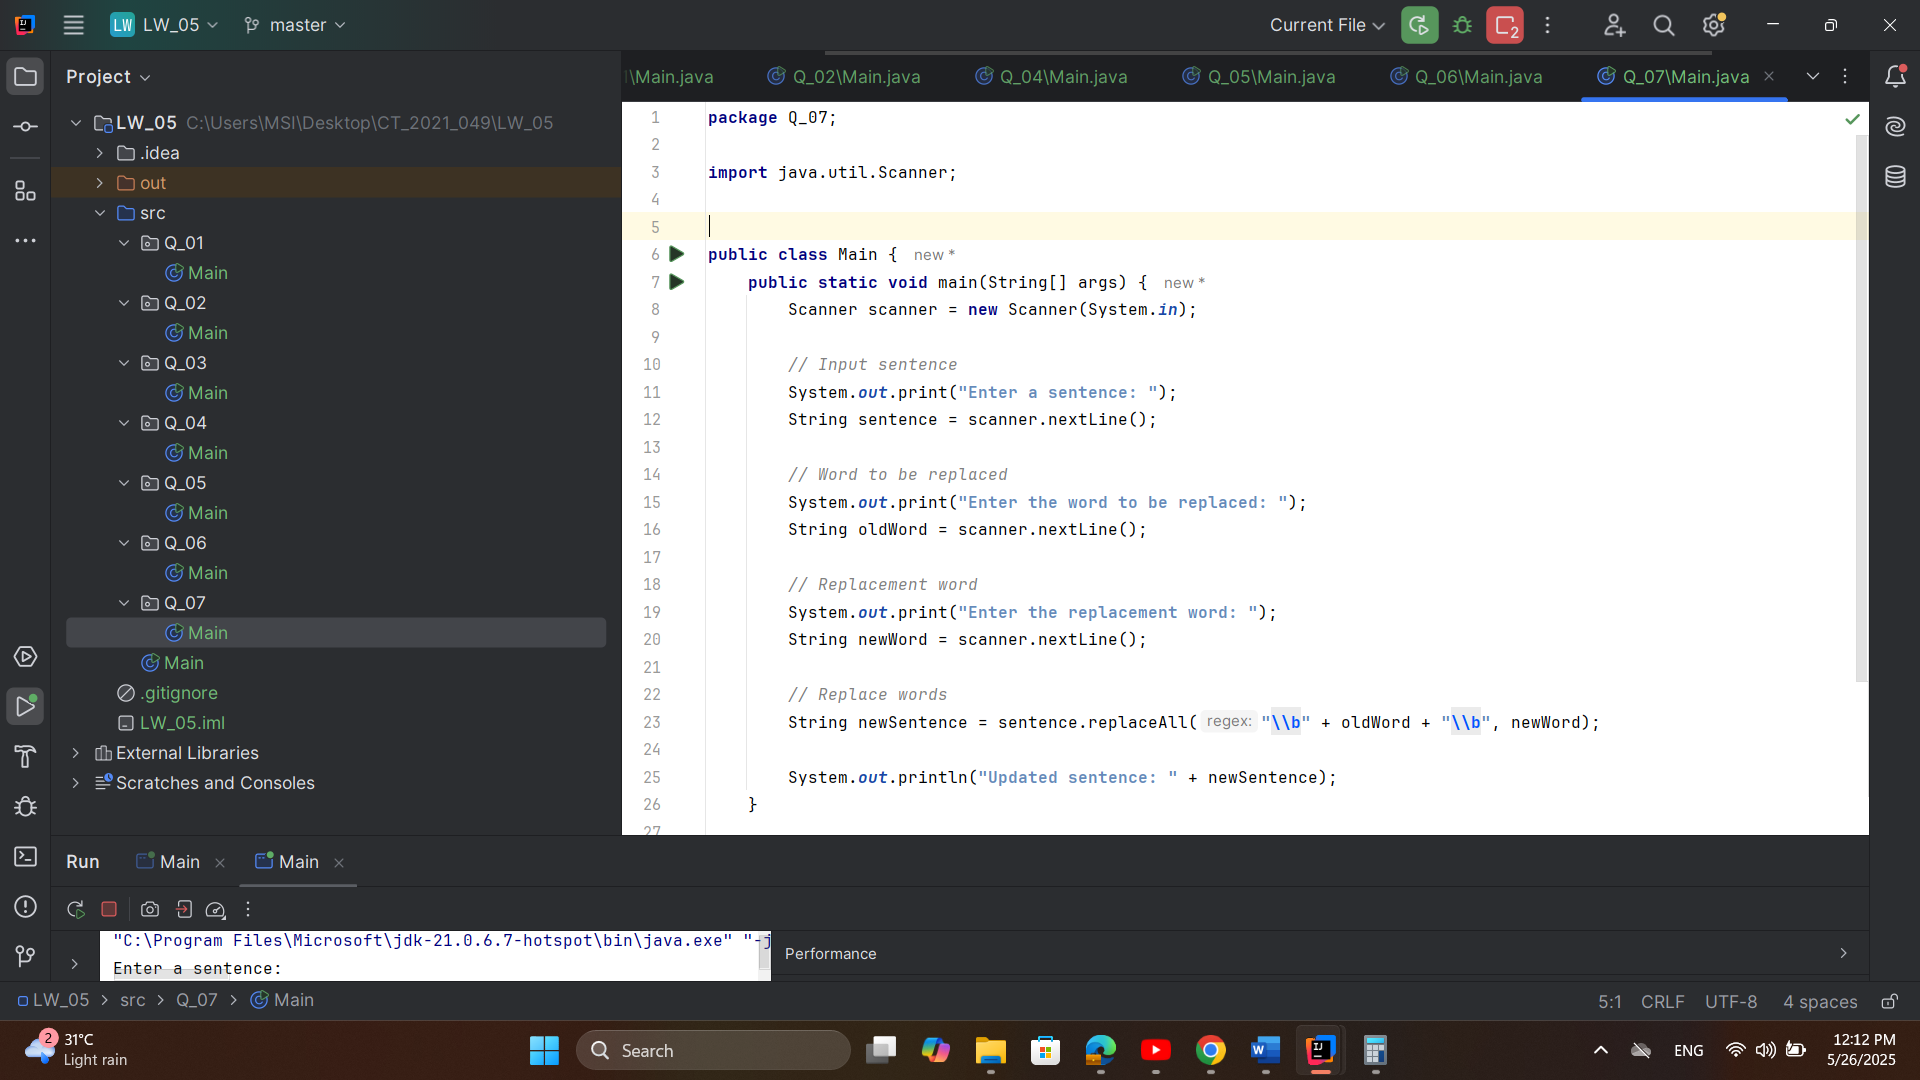 LW LW_05 master Current File 2
Project
\Main.java Q_02\Main.java Q_04\Main.java Q_05\Main.java Q_06\Main.java Q_07\Main.java
LW_05 C:\Users\MSI\Desktop\CT_2021_049\LW_05
.idea
out
src
Q_01
Main
Q_02
Main
Q_03
Main
Q_04
Main
Q_05
Main
Q_06
Main
Q_07
Main
Main
.gitignore
LW_05.iml
External Libraries
Scratches and Consoles
1 package Q_07;
2
3 import java.util.Scanner;
4
5
6 public class Main { new *
7 public static void main(String[] args) { new *
8 Scanner scanner = new Scanner(System.in);
9
10 // Input sentence
11 System.out.print("Enter a sentence: ");
12 String sentence = scanner.nextLine();
13
14 // Word to be replaced
15 System.out.print("Enter the word to be replaced: ");
16 String oldWord = scanner.nextLine();
17
18 // Replacement word
19 System.out.print("Enter the replacement word: ");
20 String newWord = scanner.nextLine();
21
22 // Replace words
23 String newSentence = sentence.replaceAll( regex: "\\b" + oldWord + "\\b", newWord);
24
25 System.out.println("Updated sentence: " + newSentence);
26 }
27
Run Main Main
"C:\Program Files\Microsoft\jdk-21.0.6.7-hotspot\bin\java.exe" "-j
Enter a sentence:
Performance
LW_05 src Q_07 Main 5:1 CRLF UTF-8 4 spaces
2 31°C
Light rain
Search
ENG
12:12 PM
5/26/2025